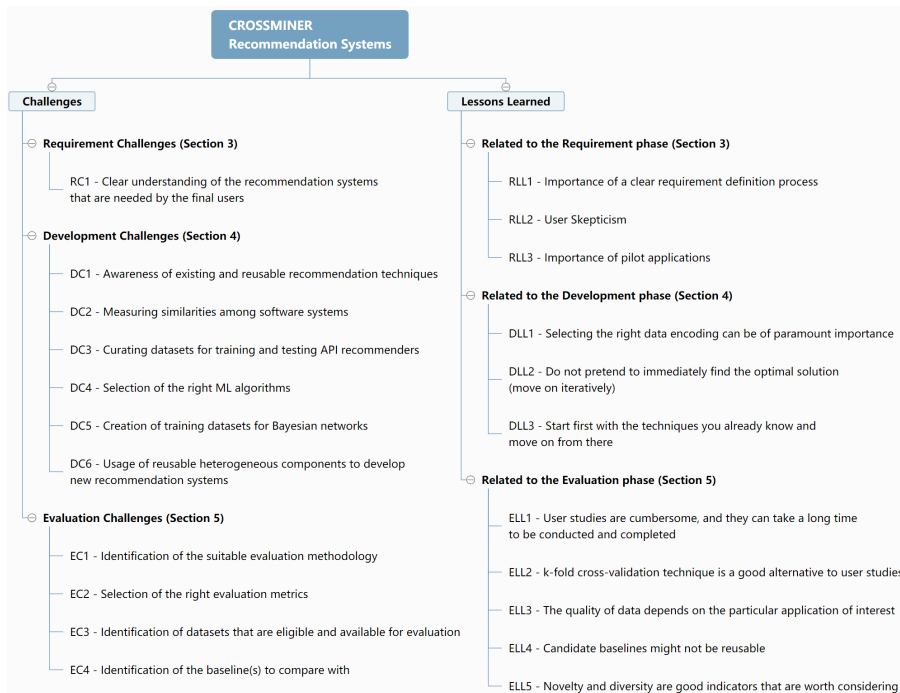 CROSSMINER
Recommendation Systems
Challenges
Requirement Challenges (Section 3)
RC1 - Clear understanding of the recommendation systems
that are needed by the final users
Development Challenges (Section 4)
DC1 - Awareness of existing and reusable recommendation techniques
DC2 - Measuring similarities among software systems
DC3 - Curating datasets for training and testing API recommenders
DC4 - Selection of the right ML algorithms
DC5 - Creation of training datasets for Bayesian networks
DC6 - Usage of reusable heterogeneous components to develop
new recommendation systems
Evaluation Challenges (Section 5)
EC1 - Identification of the suitable evaluation methodology
EC2 - Selection of the right evaluation metrics
EC3 - Identification of datasets that are eligible and available for evaluation
EC4 - Identification of the baseline(s) to compare with
Lessons Learned
Related to the Requirement phase (Section 3)
RLL1 - Importance of a clear requirement definition process
RLL2 - User Skepticism
RLL3 - Importance of pilot applications
Related to the Development phase (Section 4)
DLL1 - Selecting the right data encoding can be of paramount importance
DLL2 - Do not pretend to immediately find the optimal solution
(move on iteratively)
DLL3 - Start first with the techniques you already know and
move on from there
Related to the Evaluation phase (Section 5)
ELL1 - User studies are cumbersome, and they can take a long time
to be conducted and completed
ELL2 - k-fold cross-validation technique is a good alternative to user studies
ELL3 - The quality of data depends on the particular application of interest
ELL4 - Candidate baselines might not be reusable
ELL5 - Novelty and diversity are good indicators that are worth considering